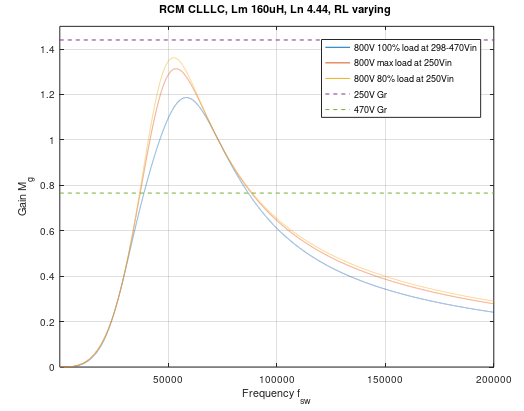 RCM CLLLC, Lm 160uH, Ln 4.44, RL varying
1.4
1.2
1
0.8
0.6
0.4
0.2
0
Gain Mg
800V 100% load at 298-470Vin
800V max load at 250Vin
800V 80% load at 250Vin
250V Gr
470V Gr
50000 100000 150000 200000
Frequency fsw